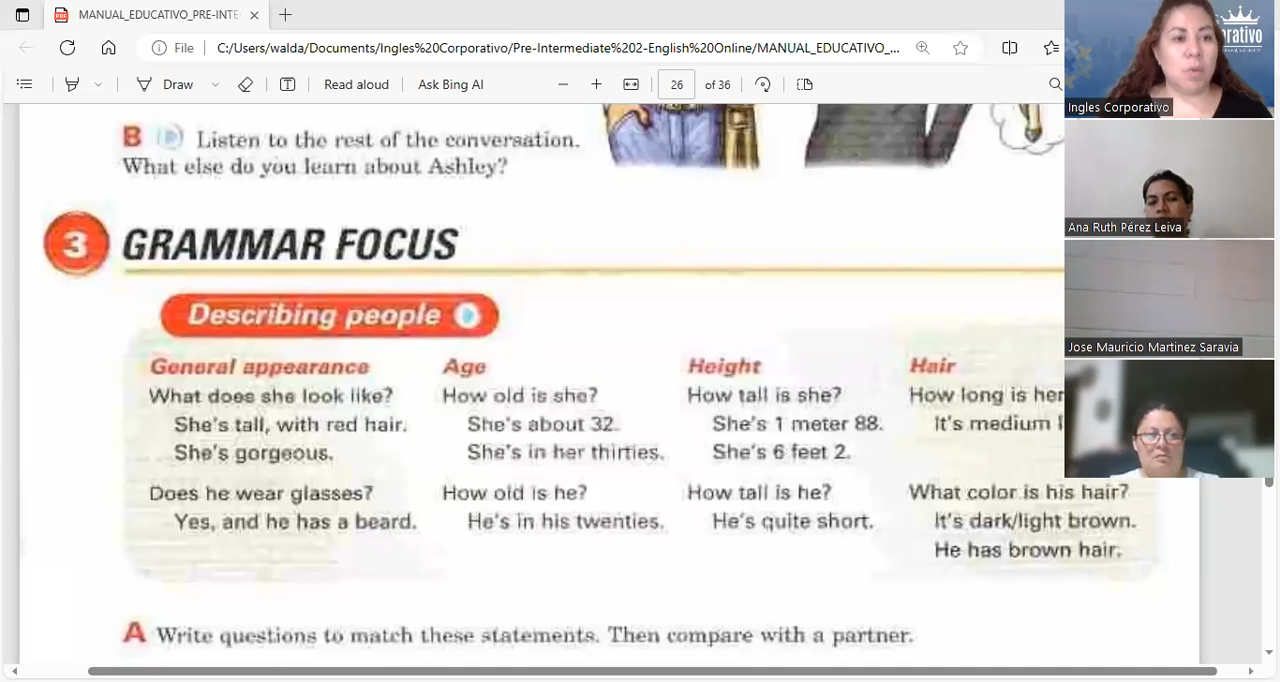 MANUAL_EDUCATIVO_PRE-INTE
File
C:/Users/walda/Documents/Ingles%20Corporativo/Pre-Intermediate%202-English%20Online/MANUAL_EDUCATIVO_...
Draw
Read aloud
Ask Bing AI
26 of 36
Ingles Corporativo
Ana Ruth Pérez Leiva
Jose Mauricio Martinez Saravia
B Listen to the rest of the conversation.
What else do you learn about Ashley?
3 GRAMMAR FOCUS
Describing people
General appearance
What does she look like?
She's tall, with red hair.
She's gorgeous.
Does he wear glasses?
Yes, and he has a beard.
Age
How old is she?
She's about 32.
She's in her thirties.
How old is he?
He's in his twenties.
Height
How tall is she?
She's 1 meter 88.
She's 6 feet 2.
How tall is he?
He's quite short.
Hair
How long is her
It's medium
What color is his hair?
It's dark/light brown.
He has brown hair.
A Write questions to match these statements. Then compare with a partner.